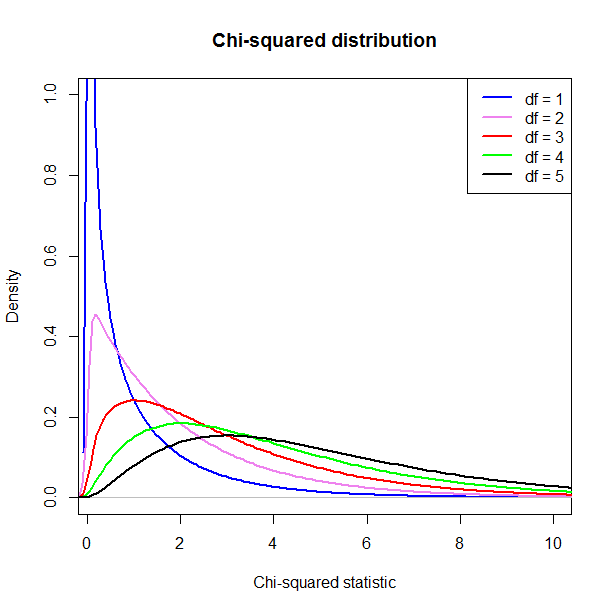 Chi-squared distribution
df = 1
df = 2
df = 3
df = 4
df = 5
1.0
0.8
0.6
0.4
0.2
0.0
Density
0 2 4 6 8 10
Chi-squared statistic